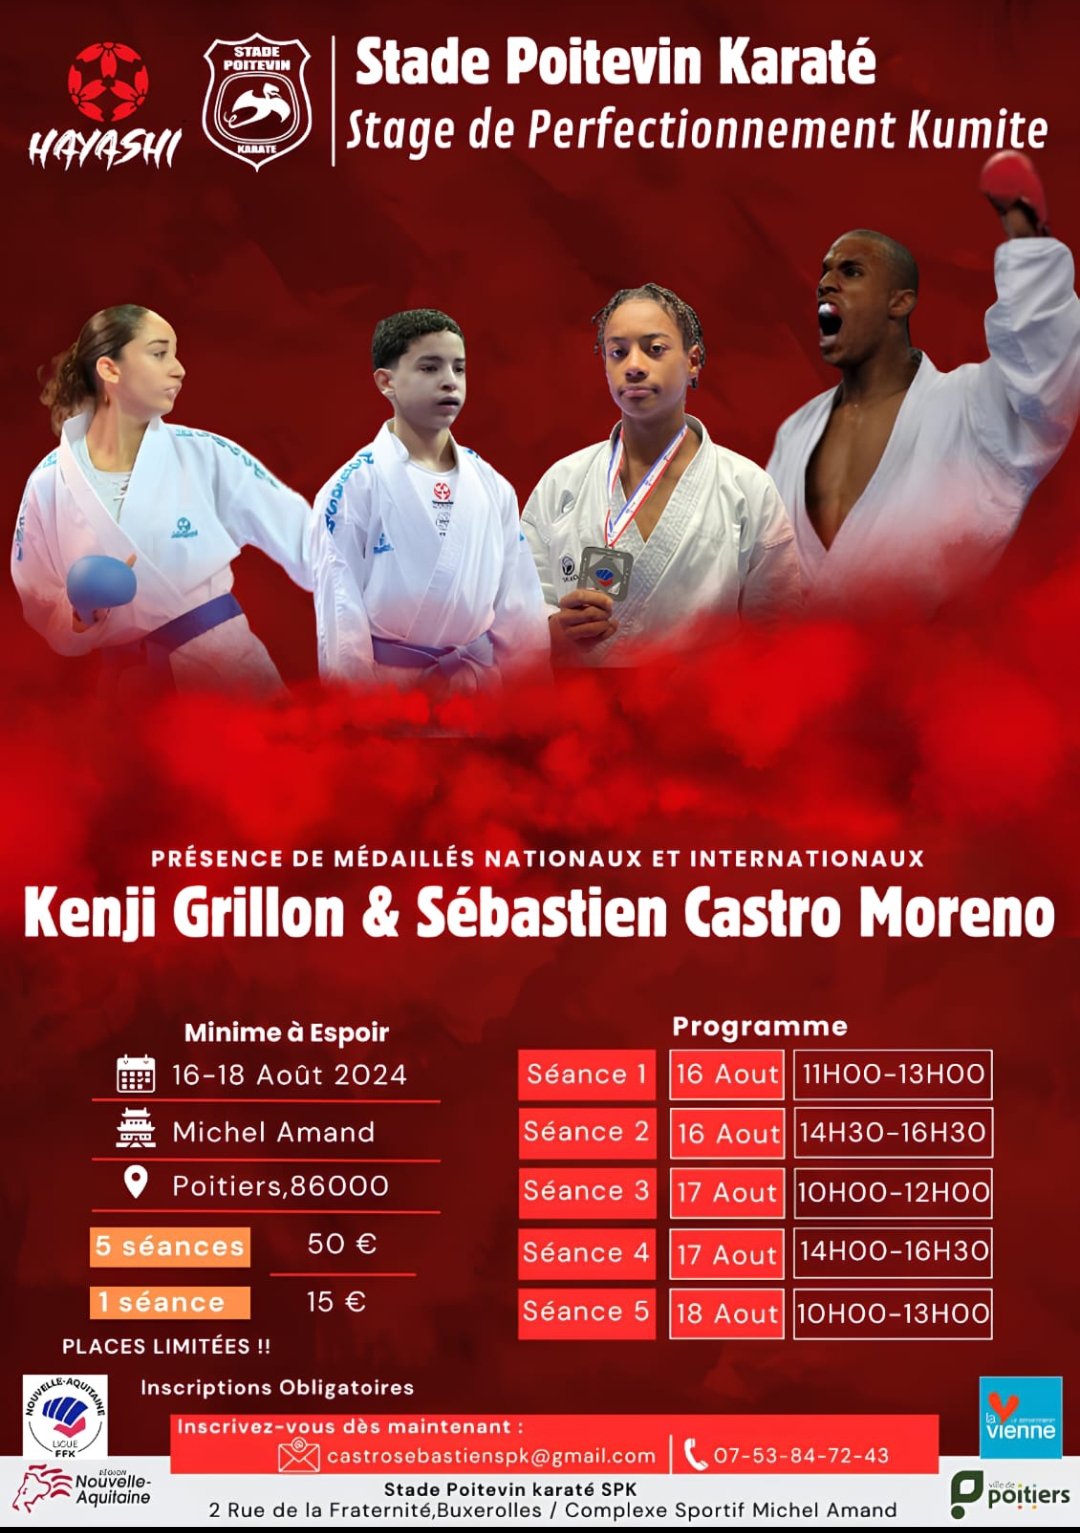 STADE
POITEVIN
KARATE
HAYASHI
Stade Poitevin Karaté
Stage de Perfectionnement Kumite
PRÉSENCE DE MÉDAILLÉS NATIONAUX ET INTERNATIONAUX
Kenji Grillon & Sébastien Castro Moreno
Minime à Espoir
16-18 Août 2024
Michel Amand
Poitiers,86000
5 séances 50 €
1 séance 15 €
PLACES LIMITÉES !!
Programme
Séance 1 16 Aout 11H00-13H00
Séance 2 16 Aout 14H30-16H30
Séance 3 17 Aout 10H00-12H00
Séance 4 17 Aout 14H00-16H30
Séance 5 18 Aout 10H00-13H00
Inscriptions Obligatoires
Inscrivez-vous dès maintenant :
castrosebastienspk@gmail.com 07-53-84-72-43
NOUVELLE-AQUITAINE
LIGUE
FFK
RÉGION
Nouvelle-
Aquitaine
Stade Poitevin karaté SPK
2 Rue de la Fraternité,Buxerolles / Complexe Sportif Michel Amand
la
vienne
ville de
poitiers